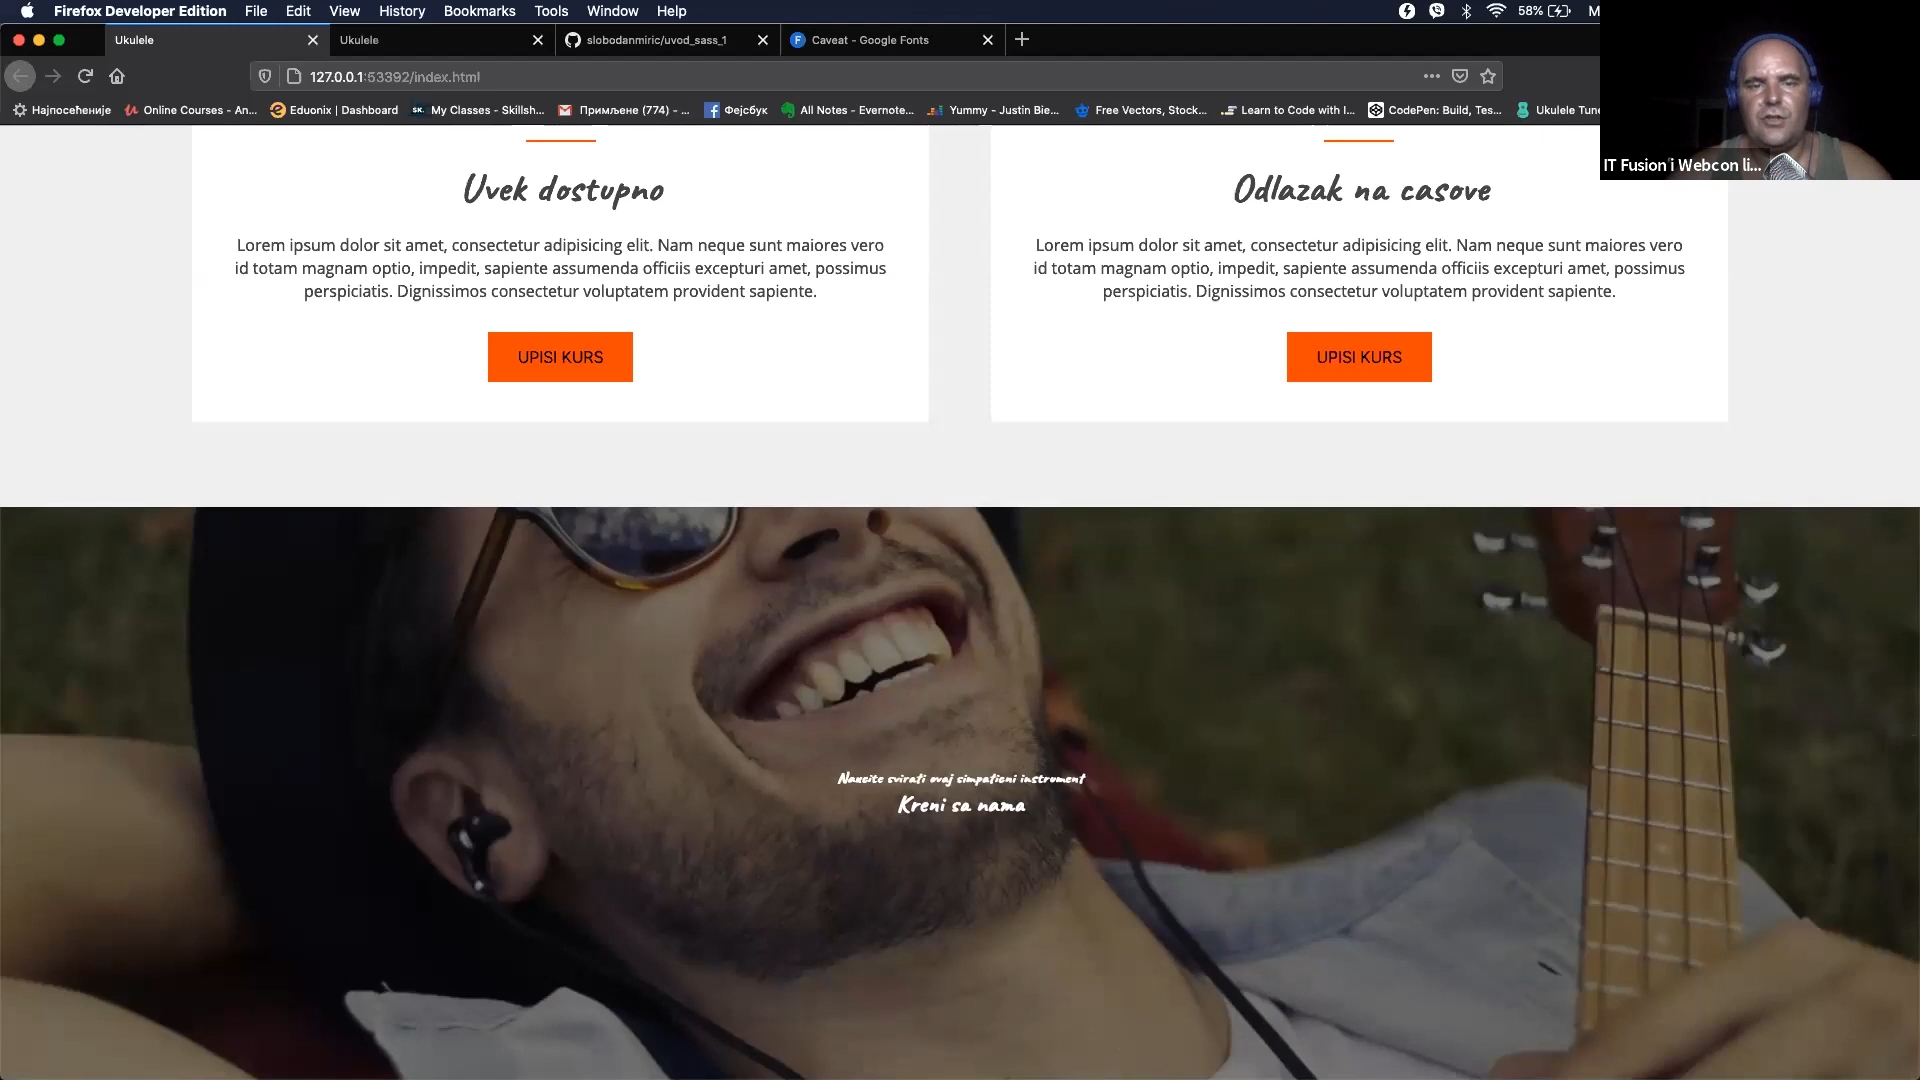 Firefox Developer Edition File Edit View History Bookmarks Tools Window Help 58%
Ukulele Ukulele slobodanmiric/uvod_sass_1 Caveat - Google Fonts
127.0.0.1:53392/index.html
Најпосећеније Online Courses - An... Eduonix | Dashboard My Classes - Skillsh... Примљене (774) - ... Фејсбук All Notes - Evernote... Yummy - Justin Bie... Free Vectors, Stock... Learn to Code with I... CodePen: Build, Tes... Ukulele Tune
IT Fusion i Webcon li...
Uvek dostupno
Lorem ipsum dolor sit amet, consectetur adipisicing elit. Nam neque sunt maiores vero
id totam magnam optio, impedit, sapiente assumenda officiis excepturi amet, possimus
perspiciatis. Dignissimos consectetur voluptatem provident sapiente.
UPISI KURS
Odlazak na casove
Lorem ipsum dolor sit amet, consectetur adipisicing elit. Nam neque sunt maiores vero
id totam magnam optio, impedit, sapiente assumenda officiis excepturi amet, possimus
perspiciatis. Dignissimos consectetur voluptatem provident sapiente.
UPISI KURS
Naucite svirati ovaj simpaticni instrument
Kreni sa nama